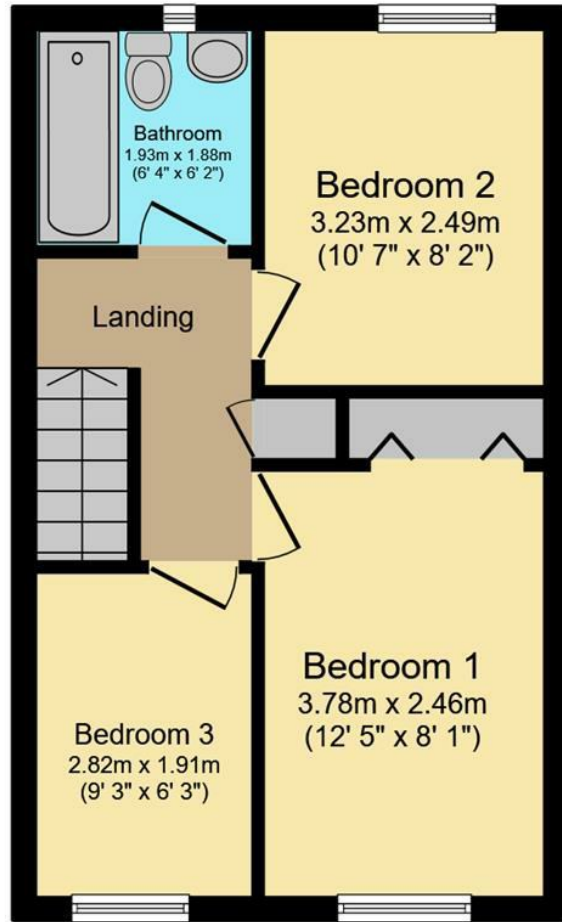 Bathroom
1.93m x 1.88m
(6' 4" x 6' 2")
Bedroom 2
3.23m x 2.49m
(10' 7" x 8' 2")
Landing
Bedroom 1
3.78m x 2.46m
(12' 5" x 8' 1")
Bedroom 3
2.82m x 1.91m
(9' 3" x 6' 3")